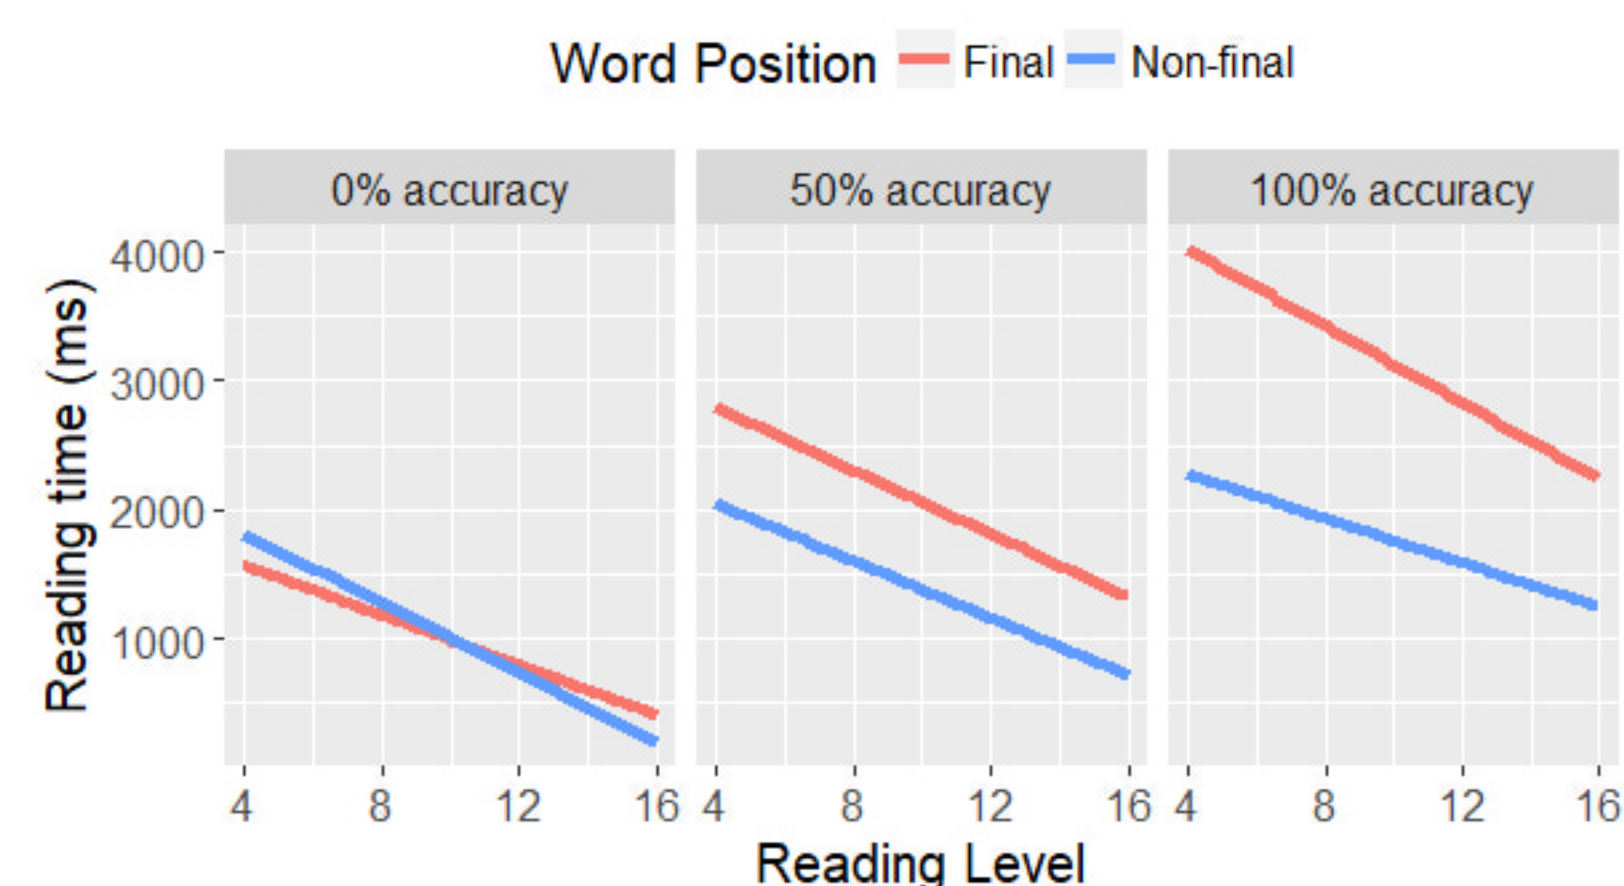 Word Position Final Non-final
0% accuracy 50% accuracy 100% accuracy
Reading time (ms)
4000
3000
2000
1000
4 8 12 16 4 8 12 16 4 8 12 16
Reading Level